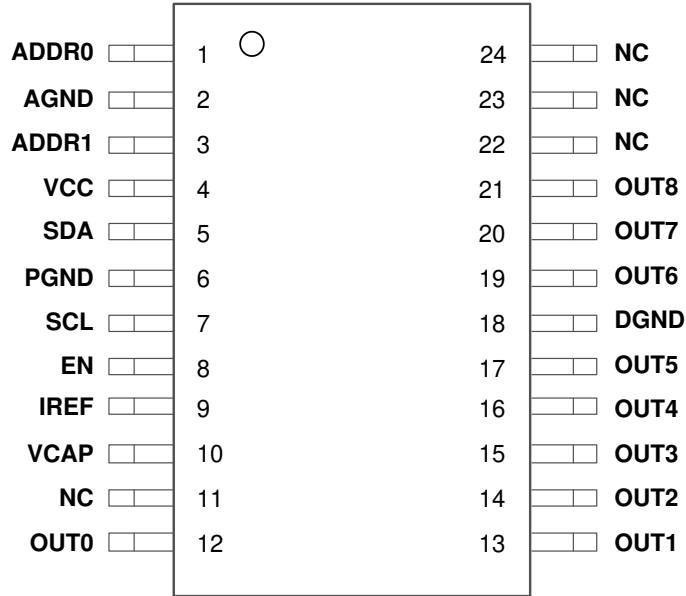 ADDR0 1 24 NC
AGND 2 23 NC
ADDR1 3 22 NC
VCC 4 21 OUT8
SDA 5 20 OUT7
PGND 6 19 OUT6
SCL 7 18 DGND
EN 8 17 OUT5
IREF 9 16 OUT4
VCAP 10 15 OUT3
NC 11 14 OUT2
OUT0 12 13 OUT1